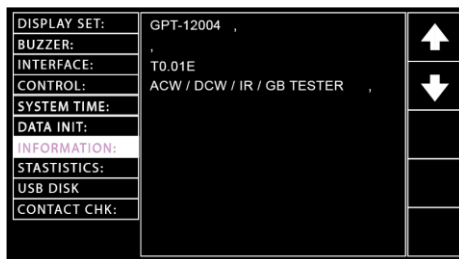 DISPLAY SET:
BUZZER:
INTERFACE:
CONTROL:
SYSTEM TIME:
DATA INIT:
INFORMATION:
STASTISTICS:
USB DISK
CONTACT CHK:
GPT-12004 ,
,
T0.01E
ACW / DCW / IR / GB TESTER ,